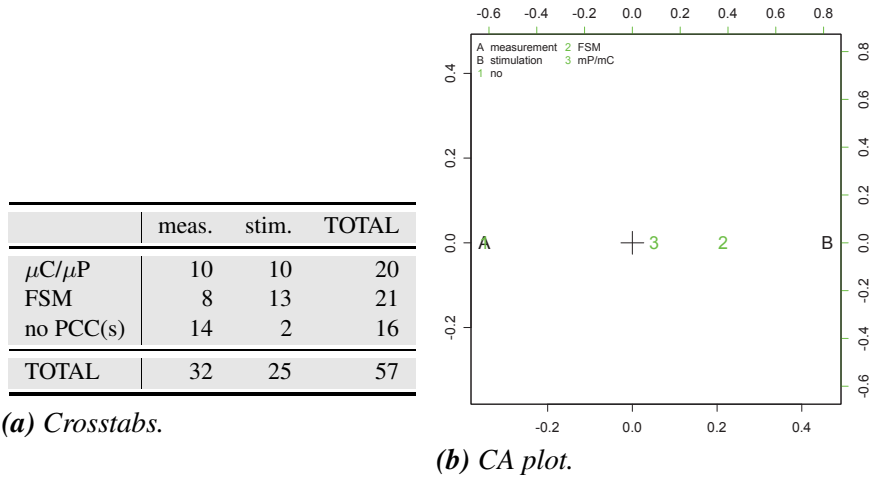 meas. stim. TOTAL
μC/μP 10 10 20
FSM 8 13 21
no PCC(s) 14 2 16
TOTAL 32 25 57
(a) Crosstabs.
-0.6 -0.4 -0.2 0.0 0.2 0.4 0.6 0.8
A measurement 2 FSM
B stimulation 3 mP/mC
1 no
0.4
0.2
0.0
-0.2
A 1 3 2 B
0.8
0.6
0.4
0.2
0.0
-0.2
-0.4
-0.6
-0.2 0.0 0.2 0.4
(b) CA plot.